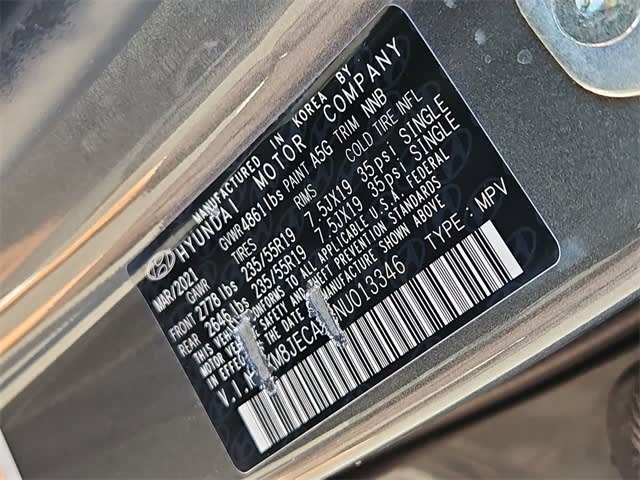 MANUFACTURED IN KOREA BY
HYUNDAI MOTOR COMPANY
MAR/2021 GVWR 4861 lbs PAINT A5G TRIM NNB
GAWR TIRES RIMS COLD TIRE INFL
FRONT 2778 lbs 235/55R19 7.5JX19 35psi SINGLE
REAR 2646 lbs 235/55R19 7.5JX19 35psi SINGLE
THIS VEHICLE CONFORMS TO ALL APPLICABLE U.S. FEDERAL
MOTOR VEHICLE SAFETY AND THEFT PREVENTION STANDARDS
IN EFFECT ON THE DATE OF MANUFACTURE SHOWN ABOVE
NU013346 TYPE : MPV